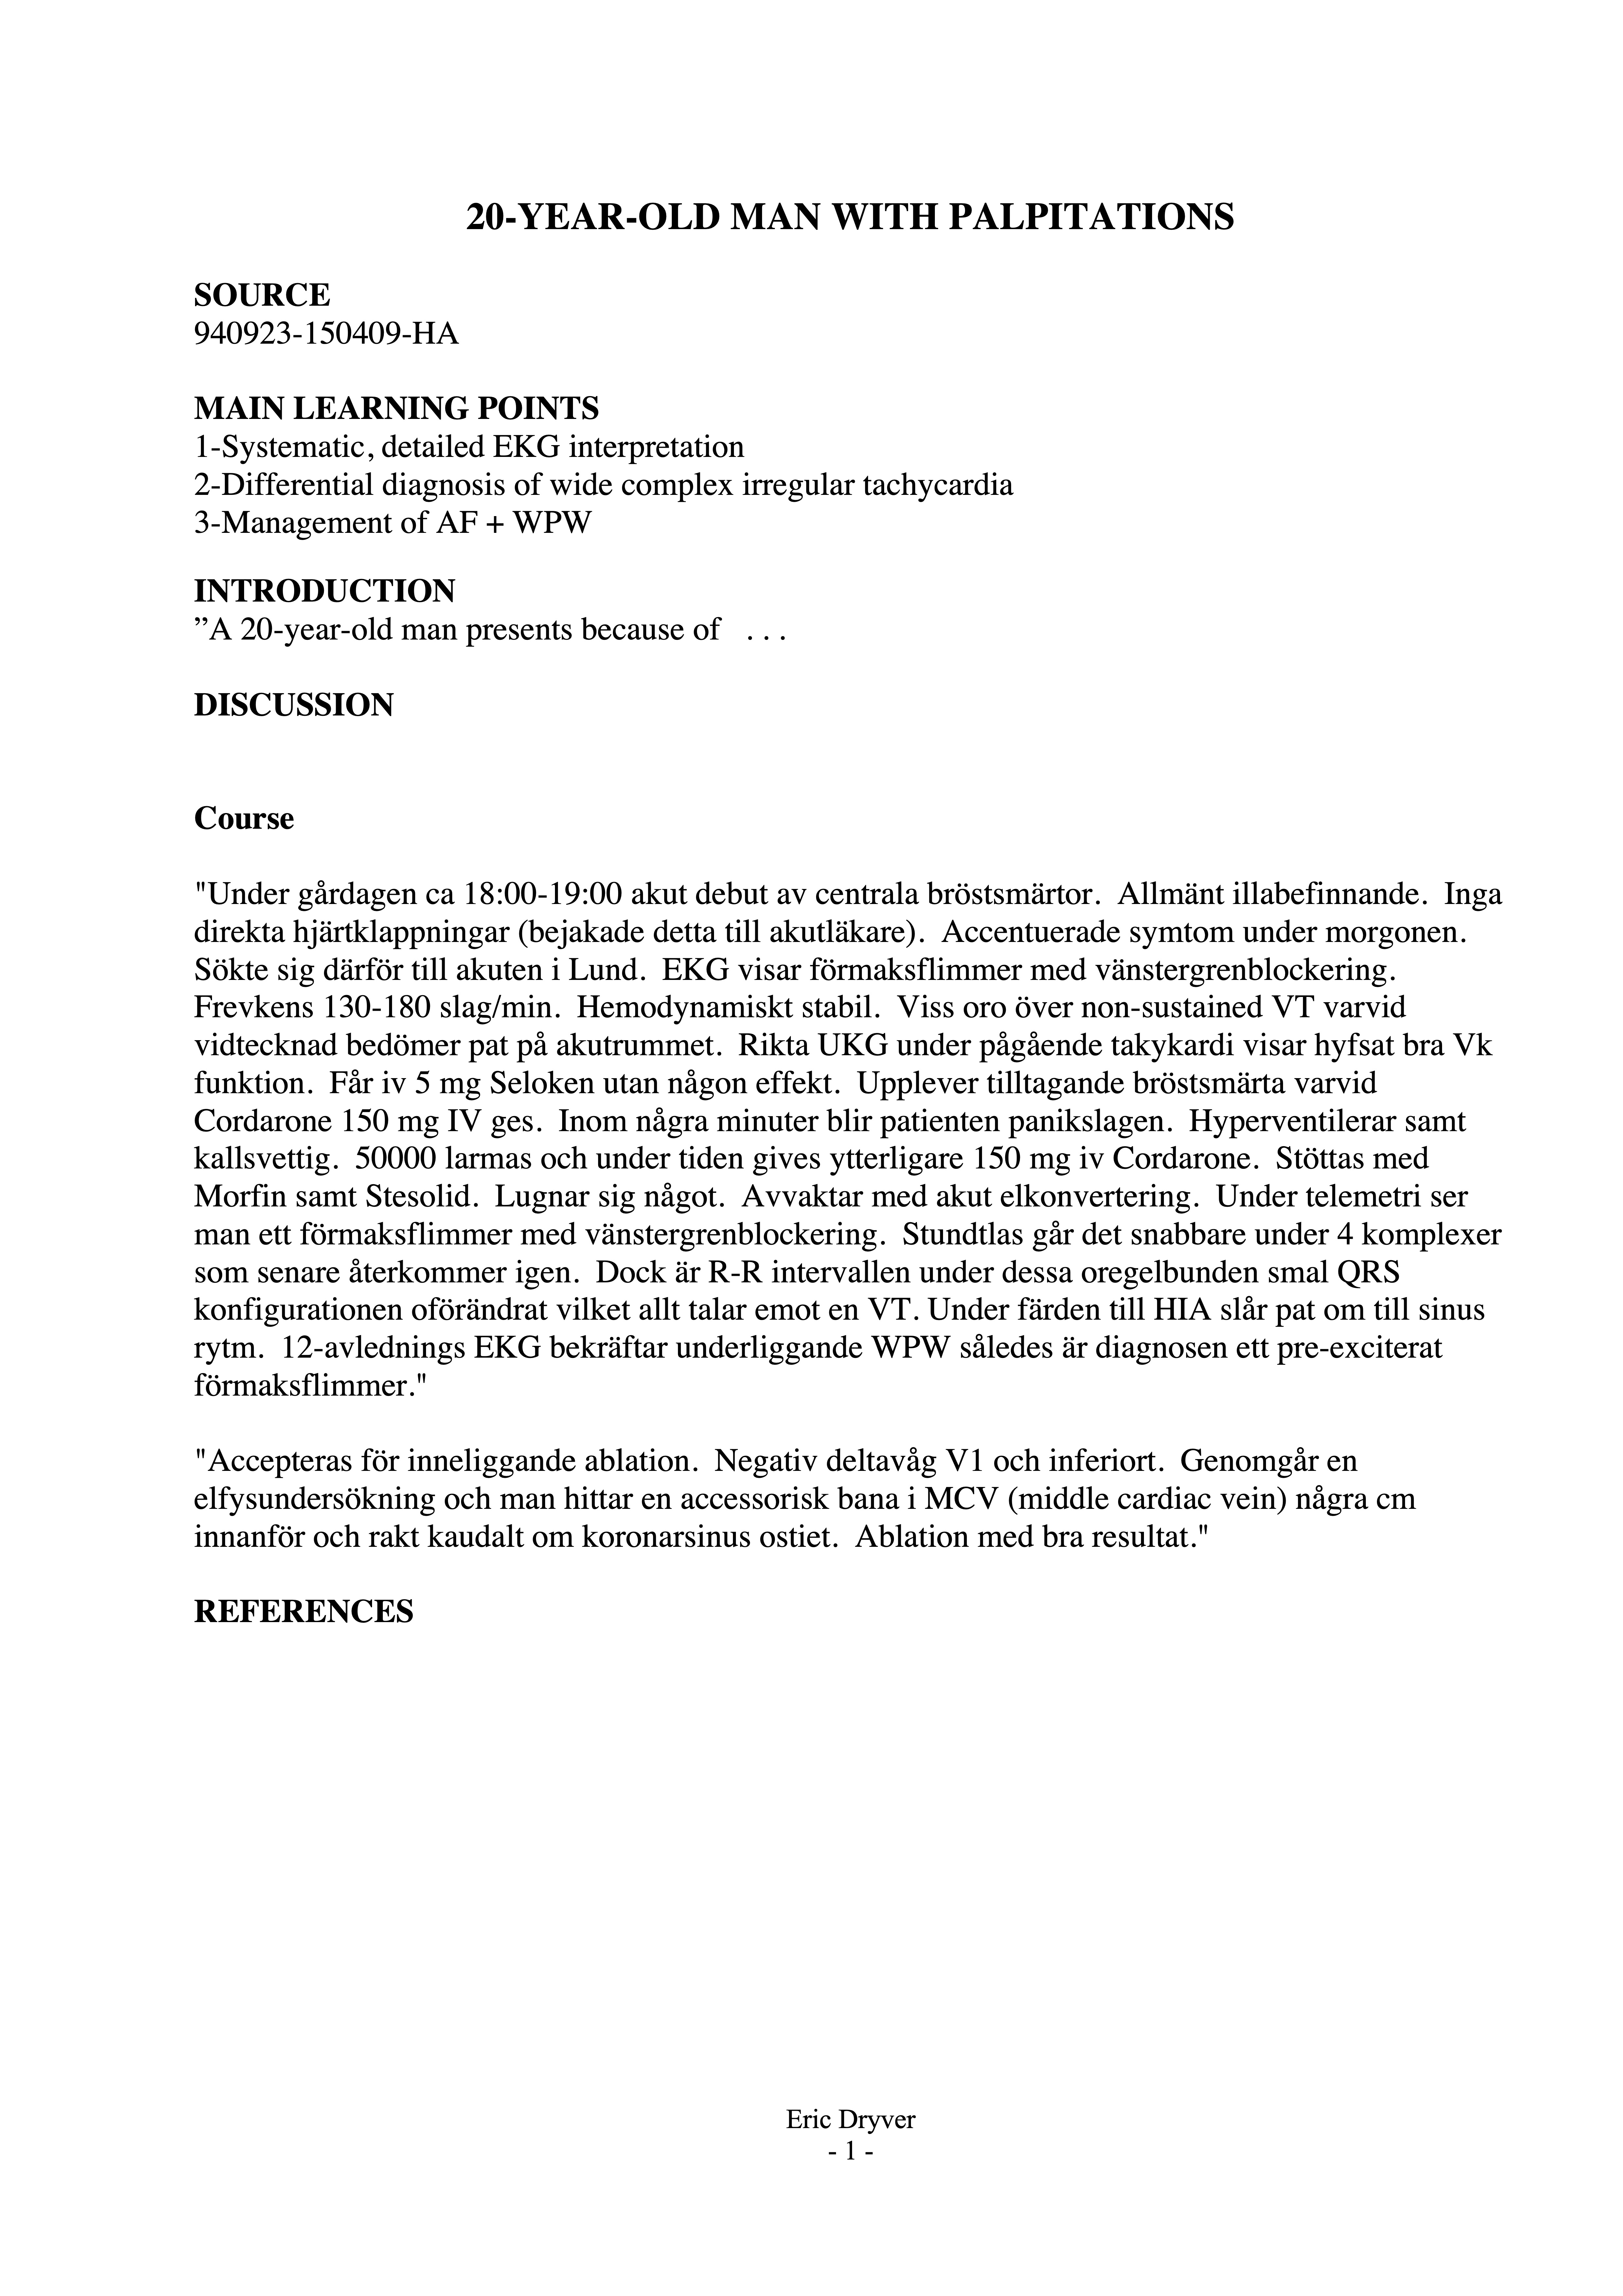 20-YEAR-OLD MAN WITH PALPITATIONS
SOURCE
940923-150409-HA
MAIN LEARNING POINTS
1-Systematic, detailed EKG interpretation
2-Differential diagnosis of wide complex irregular tachycardia
3-Management of AF + WPW
INTRODUCTION
”A 20-year-old man presents because of . . .
DISCUSSION
Course
"Under gårdagen ca 18:00-19:00 akut debut av centrala bröstsmärtor. Allmänt illabefinnande. Inga
direkta hjärtklappningar (bejakade detta till akutläkare). Accentuerade symtom under morgonen.
Sökte sig därför till akuten i Lund. EKG visar förmaksflimmer med vänstergrenblockering.
Frevkens 130-180 slag/min. Hemodynamiskt stabil. Viss oro över non-sustained VT varvid
vidtecknad bedömer pat på akutrummet. Rikta UKG under pågående takykardi visar hyfsat bra Vk
funktion. Får iv 5 mg Seloken utan någon effekt. Upplever tilltagande bröstsmärta varvid
Cordarone 150 mg IV ges. Inom några minuter blir patienten panikslagen. Hyperventilerar samt
kallsvettig. 50000 larmas och under tiden gives ytterligare 150 mg iv Cordarone. Stöttas med
Morfin samt Stesolid. Lugnar sig något. Avvaktar med akut elkonvertering. Under telemetri ser
man ett förmaksflimmer med vänstergrenblockering. Stundtlas går det snabbare under 4 komplexer
som senare återkommer igen. Dock är R-R intervallen under dessa oregelbunden smal QRS
konfigurationen oförändrat vilket allt talar emot en VT. Under färden till HIA slår pat om till sinus
rytm. 12-avlednings EKG bekräftar underliggande WPW således är diagnosen ett pre-exciterat
förmaksflimmer."
"Accepteras för inneliggande ablation. Negativ deltavåg V1 och inferiort. Genomgår en
elfysundersökning och man hittar en accessorisk bana i MCV (middle cardiac vein) några cm
innanför och rakt kaudalt om koronarsinus ostiet. Ablation med bra resultat."
REFERENCES
Eric Dryver
- 1 -